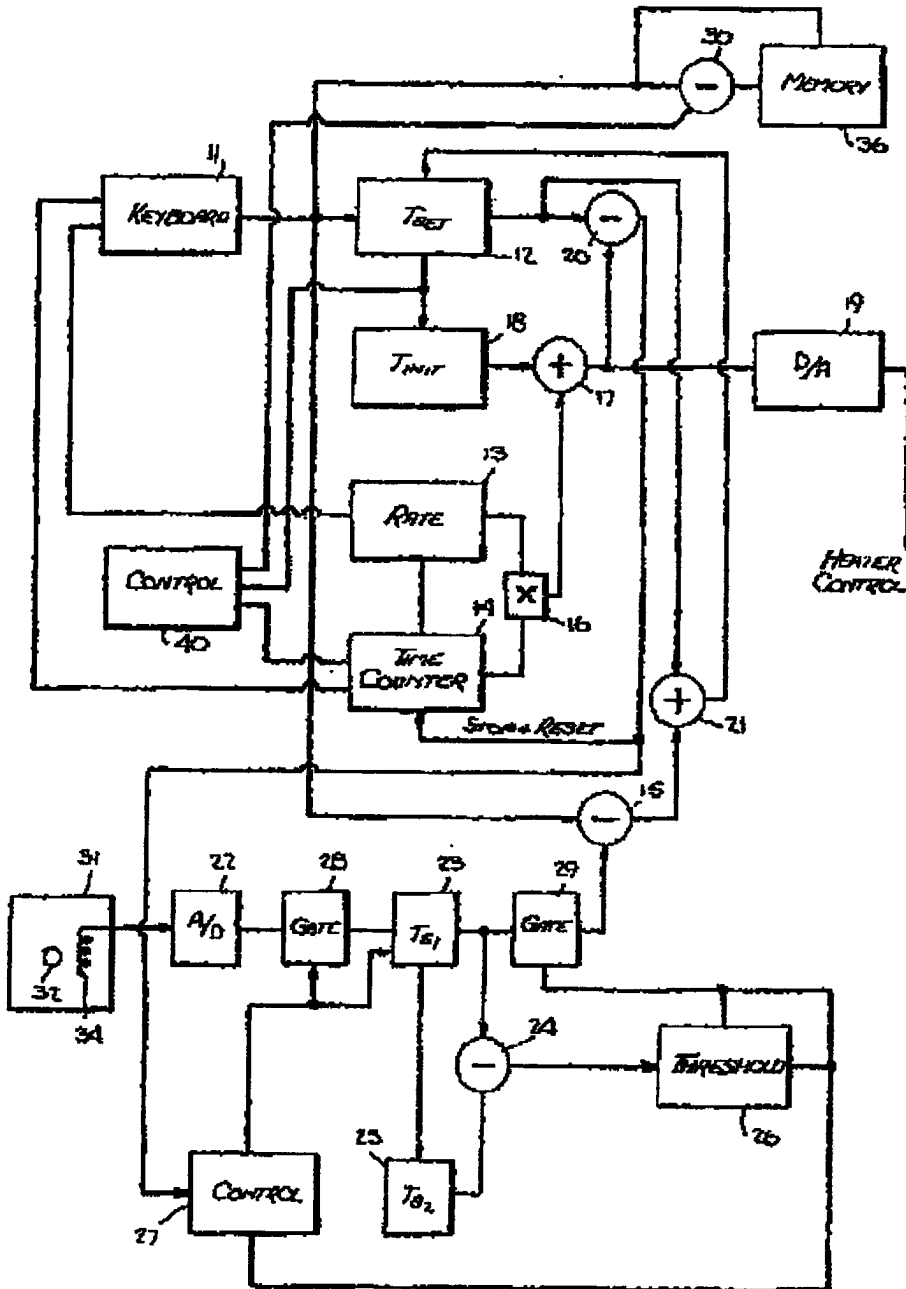 30
MEMORY
36
11
KEYBOARD
TSET
12
−
20
18
TINIT
+
17
19
D/A
13
RATE
CONTROL
40
X
16
14
TIME
COUNTER
HEATER
CONTROL
+
21
STOP + RESET
15
−
31
32
34
22
A/D
28
GATE
23
29
GATE
24
−
THRESHOLD
26
25
CONTROL
27